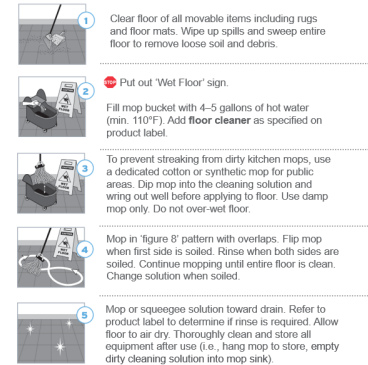 1
Clear floor of all movable items including rugs
and floor mats. Wipe up spills and sweep entire
floor to remove loose soil and debris.
2
STOP Put out 'Wet Floor' sign.
Fill mop bucket with 4–5 gallons of hot water
(min. 110°F). Add floor cleaner as specified on
product label.
3
To prevent streaking from dirty kitchen mops, use
a dedicated cotton or synthetic mop for public
areas. Dip mop into the cleaning solution and
wring out well before applying to floor. Use damp
mop only. Do not over-wet floor.
4
Mop in 'figure 8' pattern with overlaps. Flip mop
when first side is soiled. Rinse when both sides are
soiled. Continue mopping until entire floor is clean.
Change solution when soiled.
5
Mop or squeegee solution toward drain. Refer to
product label to determine if rinse is required. Allow
floor to air dry. Thoroughly clean and store all
equipment after use (i.e., hang mop to store, empty
dirty cleaning solution into mop sink).